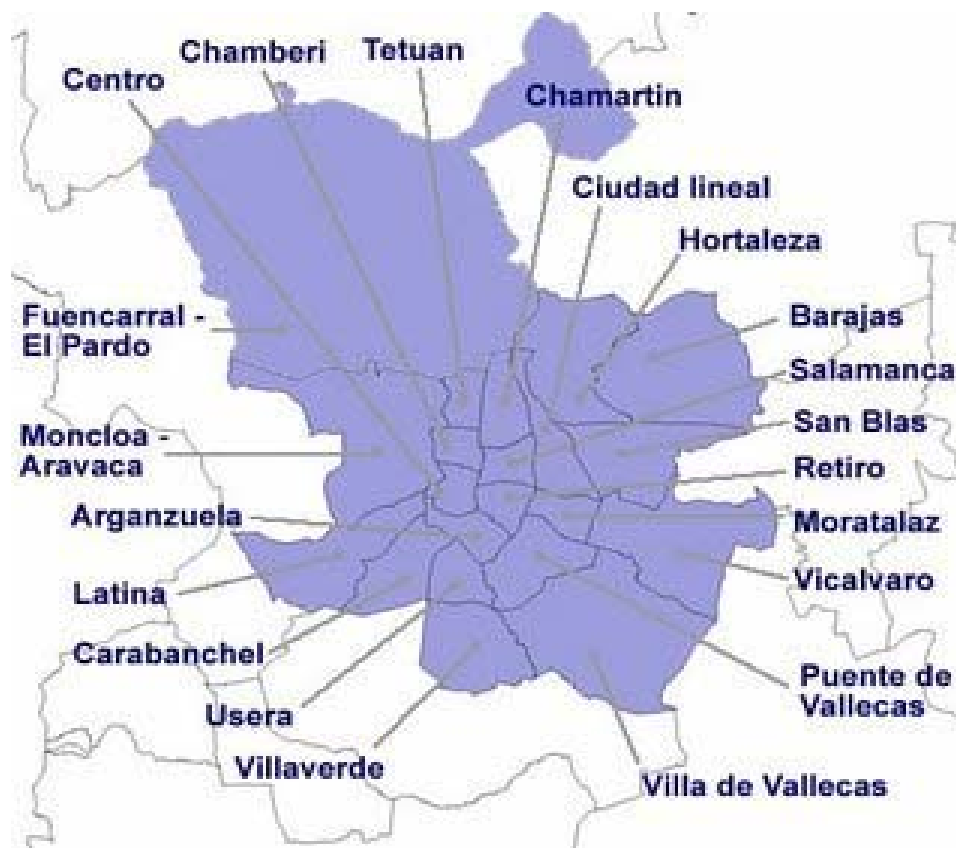 Chamberi
Tetuan
Centro
Chamartin
Ciudad lineal
Hortaleza
Fuencarral -
El Pardo
Barajas
Salamanca
Moncloa -
Aravaca
San Blas
Retiro
Arganzuela
Moratalaz
Latina
Vicalvaro
Carabanchel
Puente de
Vallecas
Usera
Villaverde
Villa de Vallecas